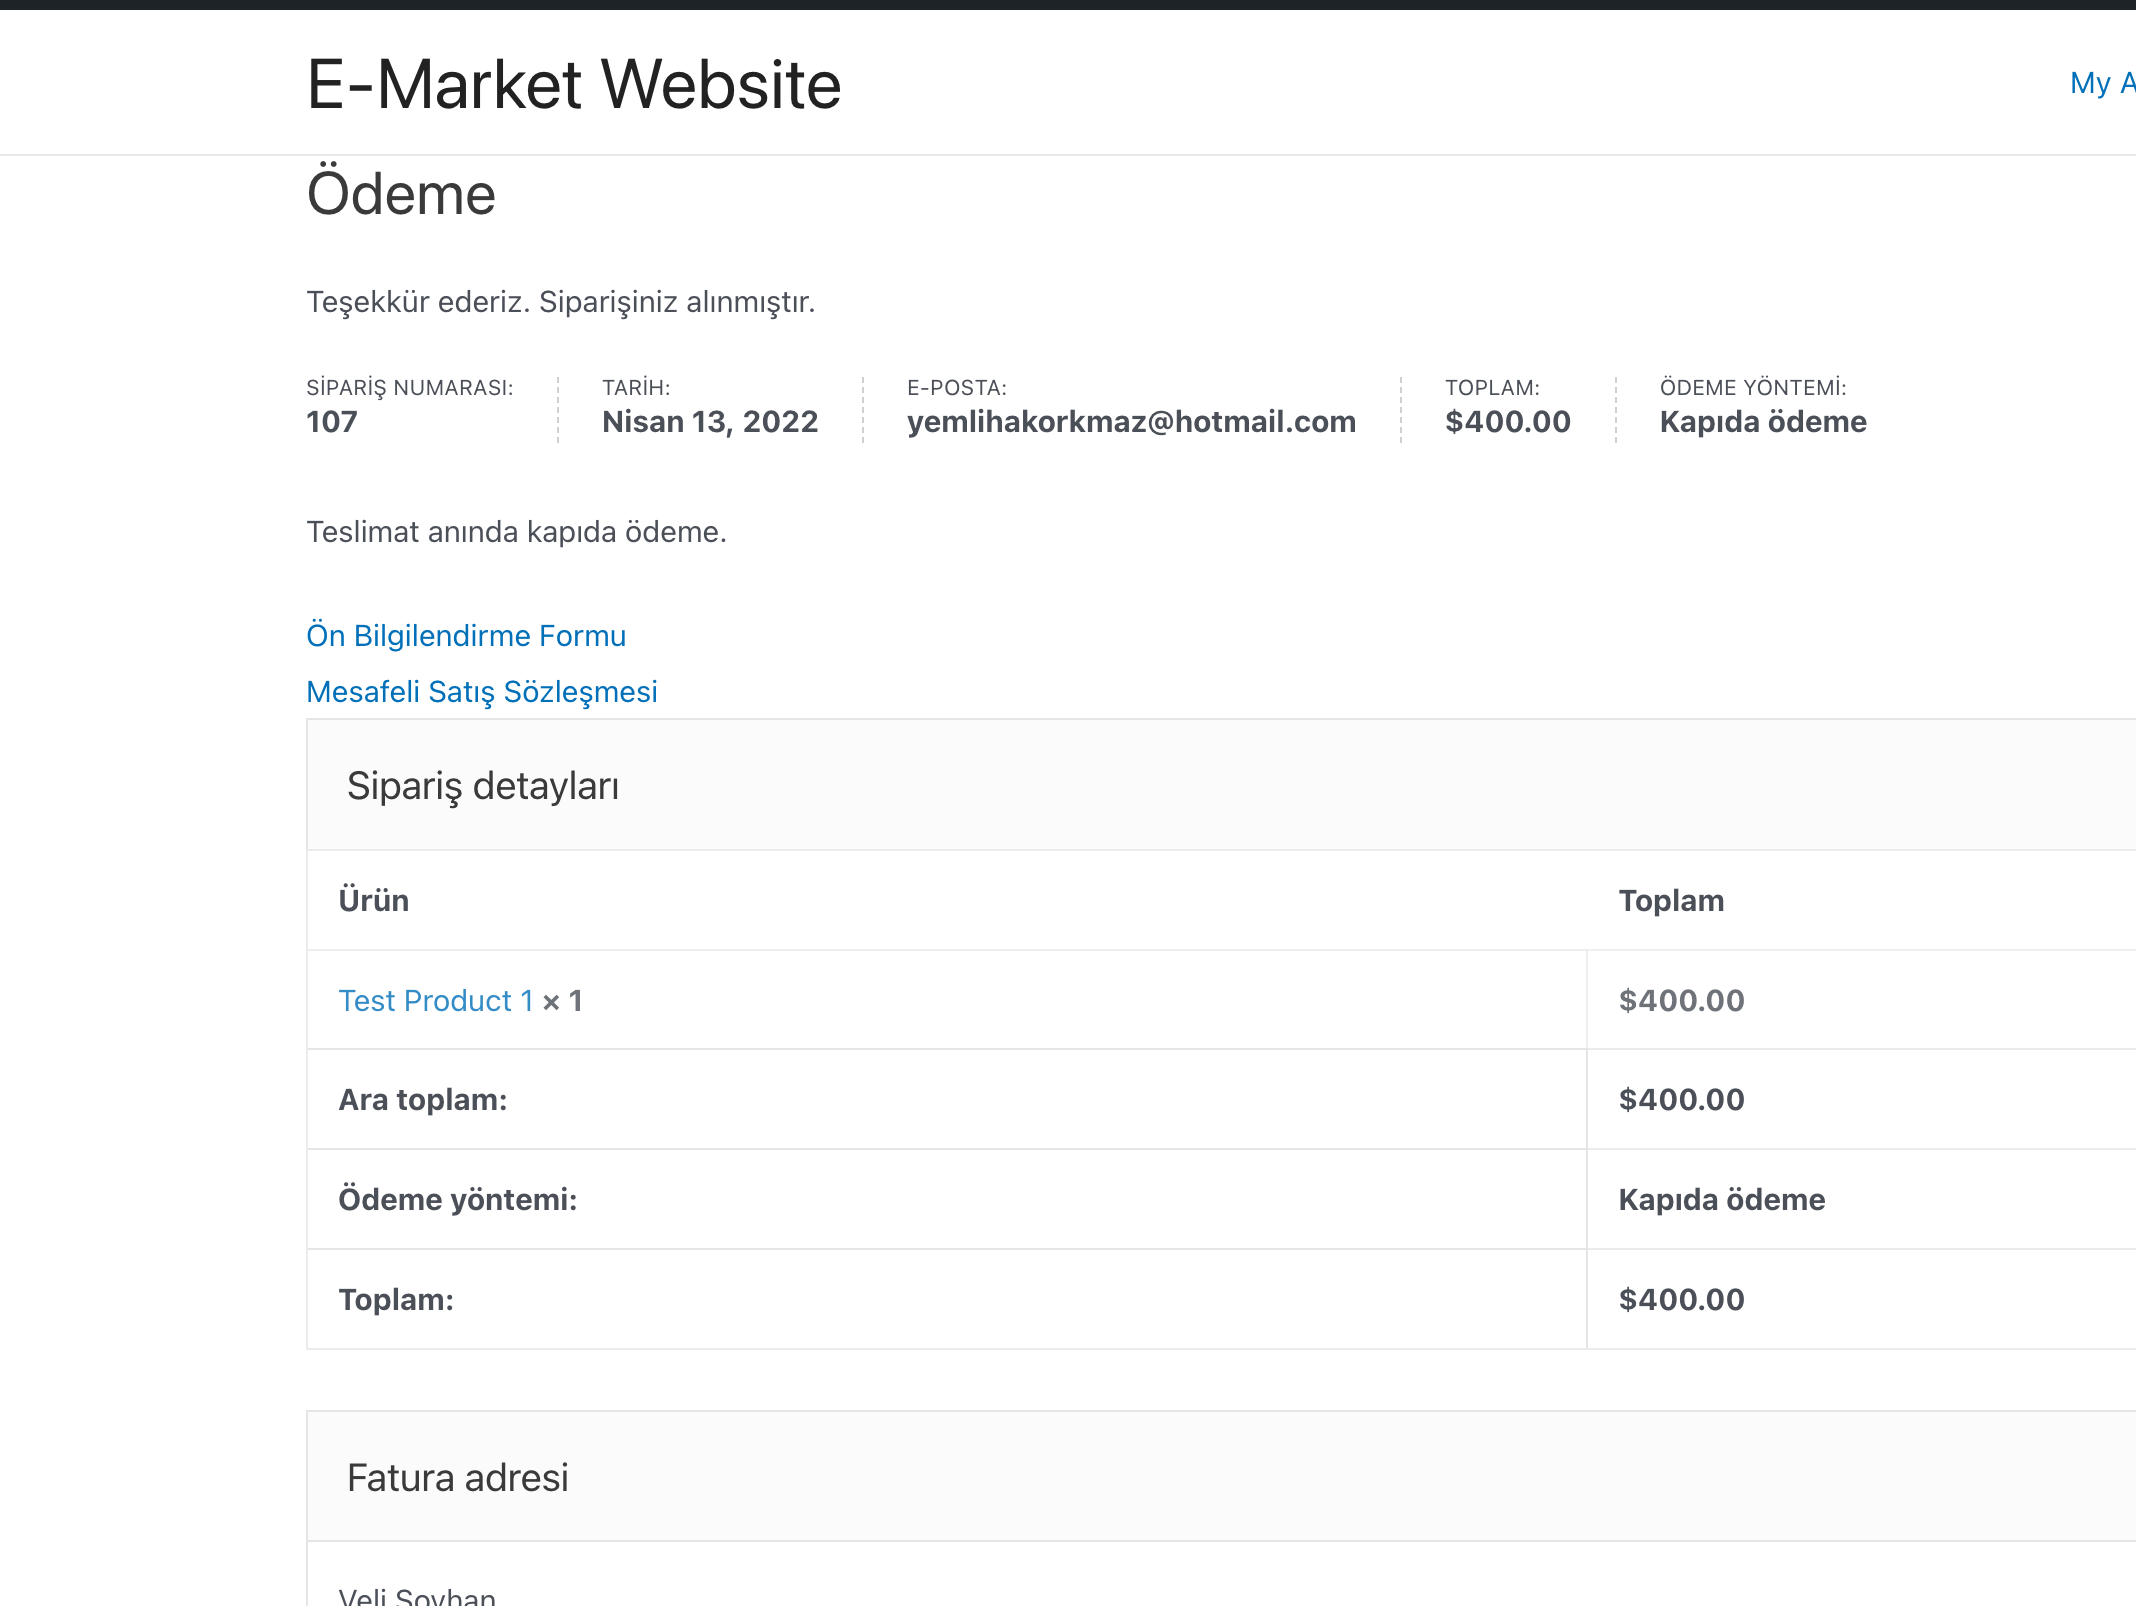 E-Market Website
My A
Ödeme
Teşekkür ederiz. Siparişiniz alınmıştır.
SİPARİŞ NUMARASI: TARİH: E-POSTA: TOPLAM: ÖDEME YÖNTEMİ:
107 Nisan 13, 2022 yemlihakorkmaz@hotmail.com $400.00 Kapıda ödeme
Teslimat anında kapıda ödeme.
Ön Bilgilendirme Formu
Mesafeli Satış Sözleşmesi
Sipariş detayları
Ürün Toplam
Test Product 1 × 1 $400.00
Ara toplam: $400.00
Ödeme yöntemi: Kapıda ödeme
Toplam: $400.00
Fatura adresi
Veli Soyhan